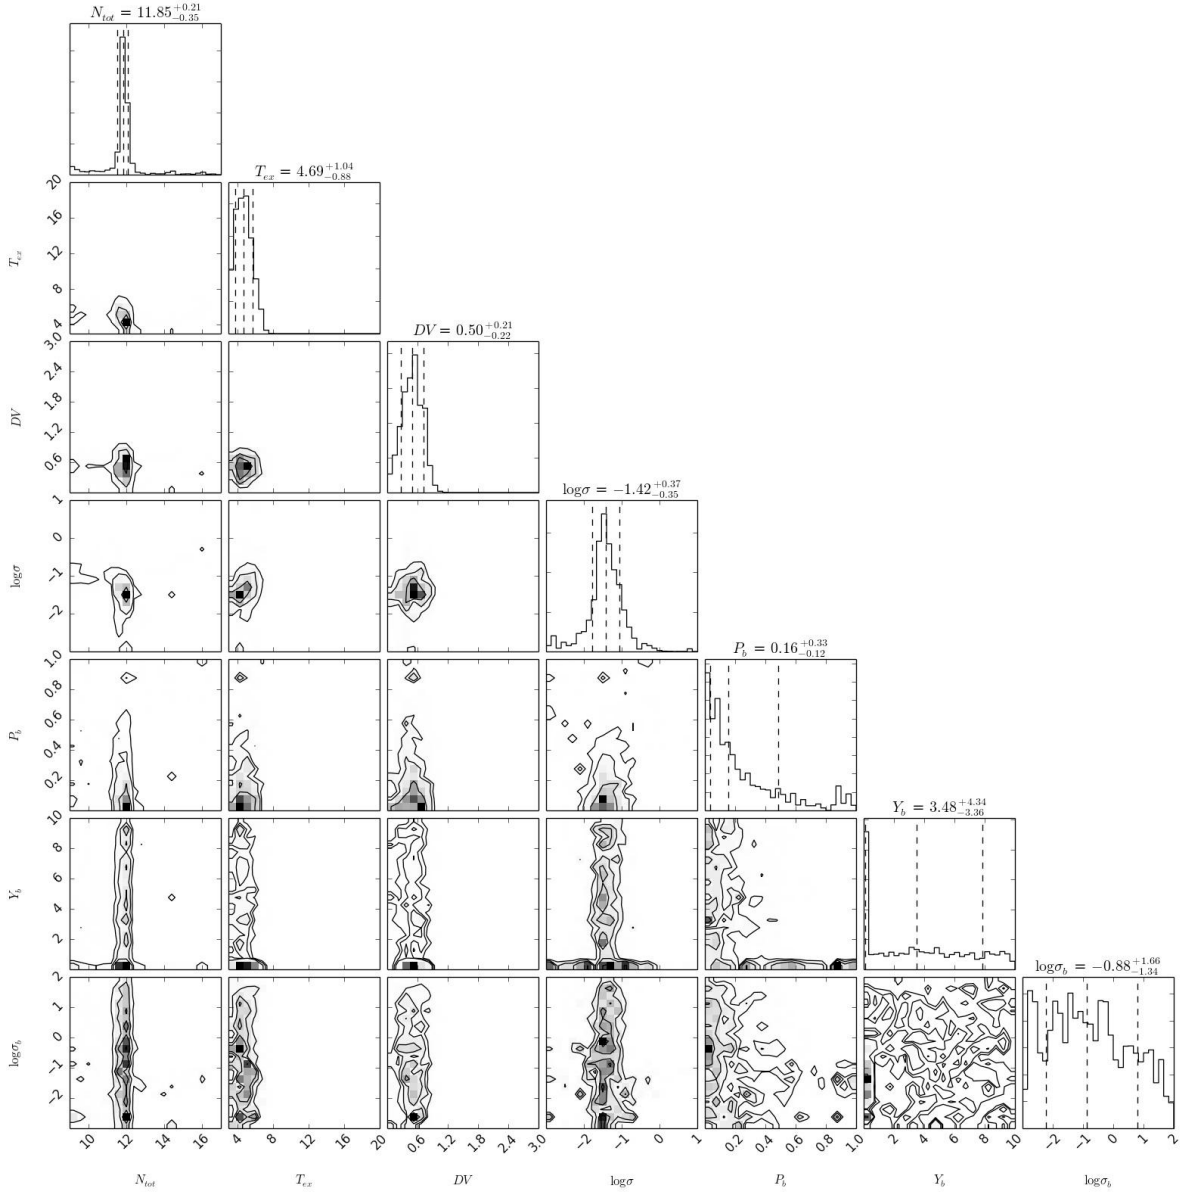 N_tot = 11.85 +0.21 −0.35
20
T_ex = 4.69 +1.04 −0.88
16
12
T_ex
8
4
3.0
DV = 0.50 +0.21 −0.22
2.4
1.8
DV
1.2
0.6
1
logσ = −1.42 +0.37 −0.35
0
logσ
−1
−2
1.0
P_b = 0.16 +0.33 −0.12
0.8
0.6
P_b
0.4
0.2
10
Y_b = 3.48 +4.34 −3.36
8
6
Y_b
4
2
2
logσ_b = −0.88 +1.66 −1.34
1
0
logσ_b
−1
−2
10 12 14 16 4 8 12 16 20 0.6 1.2 1.8 2.4 3.0 −2 −1 0 1 0.2 0.4 0.6 0.8 1.0 2 4 6 8 10 −2 −1 0 1 2
N_tot T_ex DV logσ P_b Y_b logσ_b